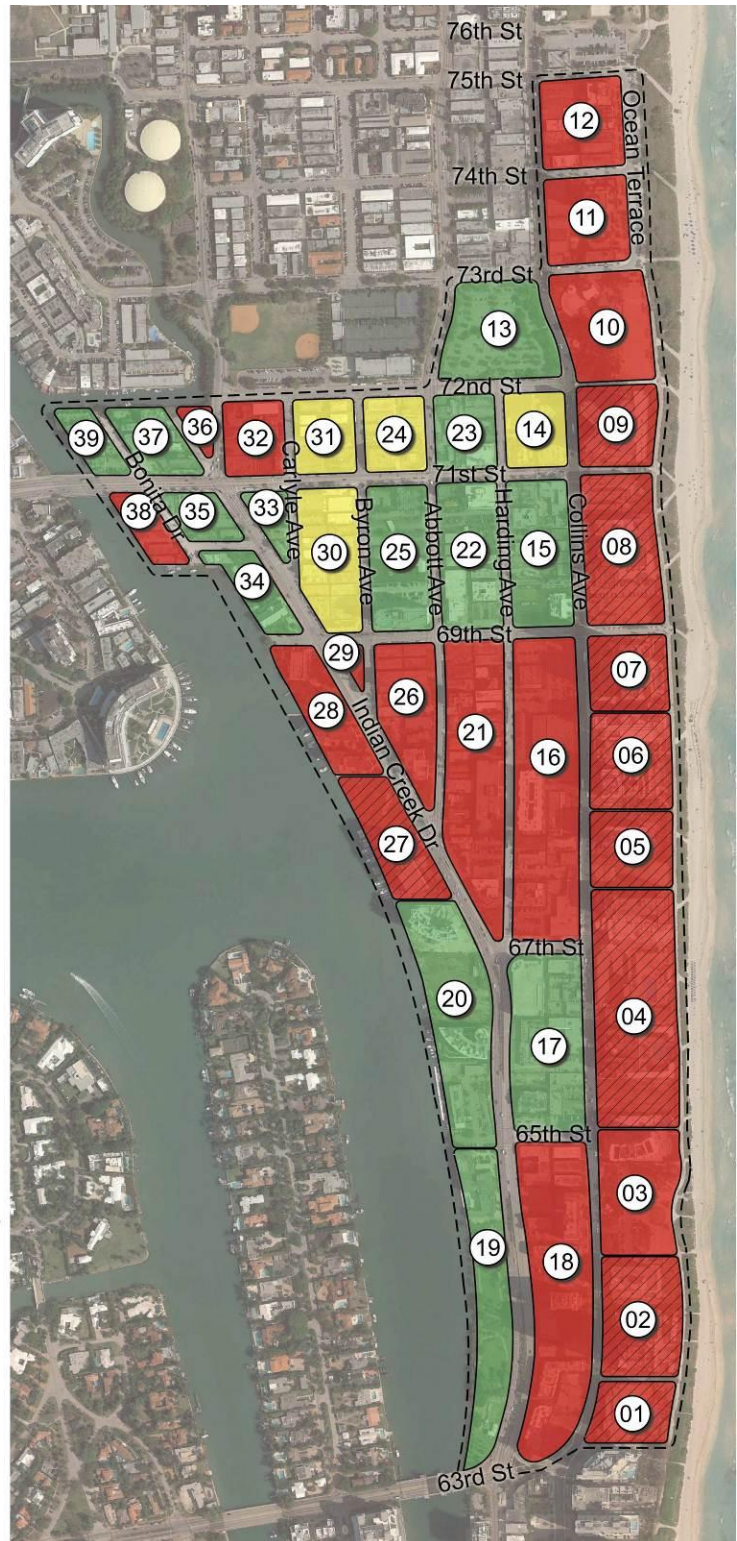 76th St
75th St
Ocean Terrace
12
74th St
11
73rd St
10
13
72nd St
39
37
36
32
31
24
23
14
09
71st St
Bonita Dr
Carlyle Ave
Byron Ave
Abbott Ave
Harding Ave
Collins Ave
38
35
33
34
30
25
22
15
08
69th St
29
28
26
21
16
07
06
Indian Creek Dr
27
05
67th St
20
17
04
65th St
19
18
03
02
01
63rd St